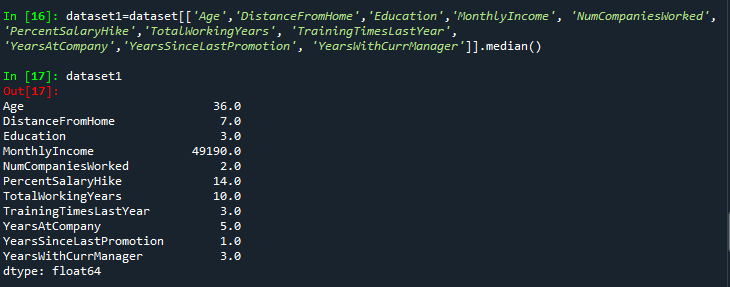 In [16]: dataset1=dataset[['Age','DistanceFromHome','Education','MonthlyIncome', 'NumCompaniesWorked',
'PercentSalaryHike','TotalWorkingYears', 'TrainingTimesLastYear',
'YearsAtCompany','YearsSinceLastPromotion', 'YearsWithCurrManager']].median()
In [17]: dataset1
Out[17]:
Age 36.0
DistanceFromHome 7.0
Education 3.0
MonthlyIncome 49190.0
NumCompaniesWorked 2.0
PercentSalaryHike 14.0
TotalWorkingYears 10.0
TrainingTimesLastYear 3.0
YearsAtCompany 5.0
YearsSinceLastPromotion 1.0
YearsWithCurrManager 3.0
dtype: float64